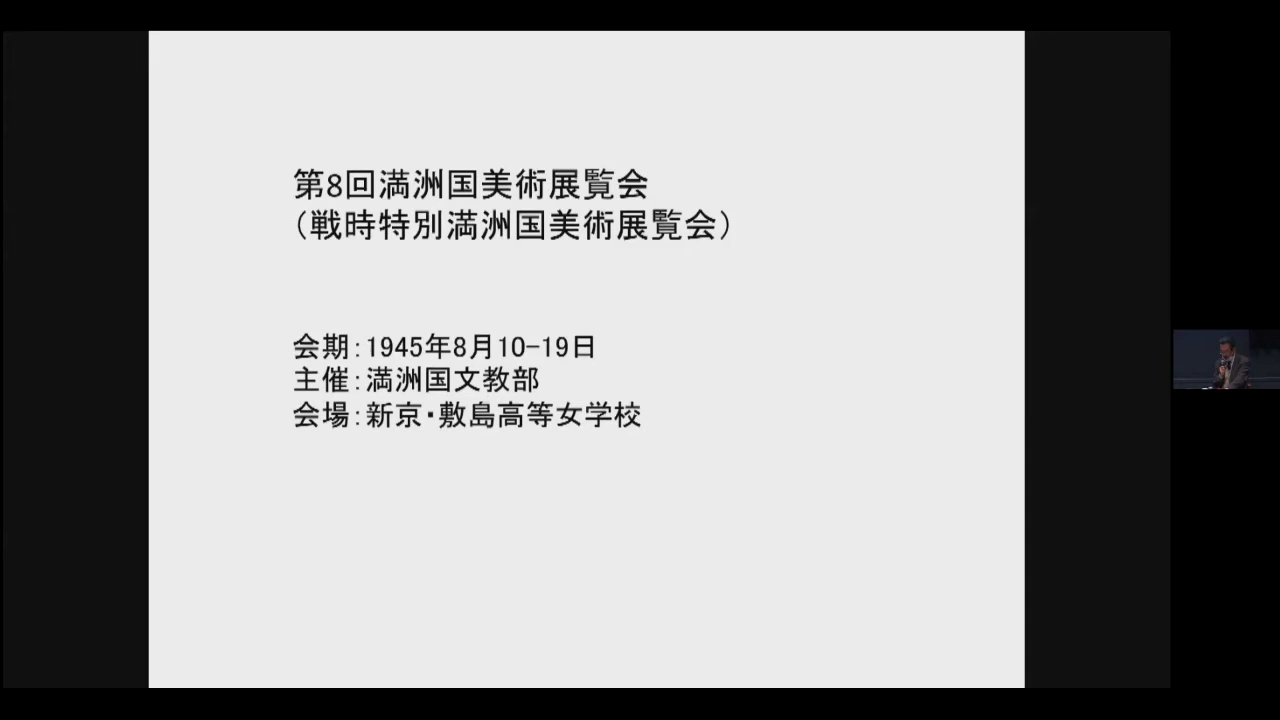 第8回満洲国美術展覧会
（戦時特別満洲国美術展覧会）
会期：1945年8月10-19日
主催：満洲国文教部
会場：新京・敷島高等女学校